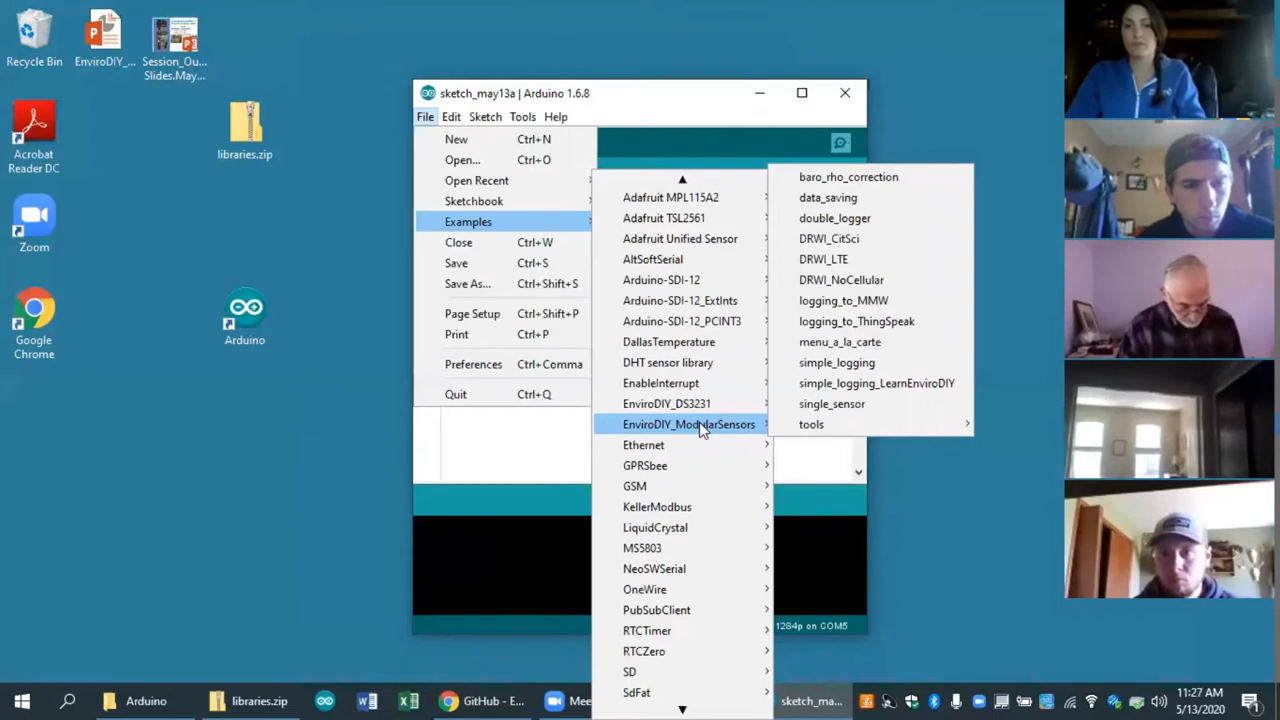 Recycle Bin
EnviroDIY_...
Session_Ou...
Slides.May...
Acrobat
Reader DC
libraries.zip
Zoom
Google
Chrome
Arduino
sketch_may13a | Arduino 1.6.8
File Edit Sketch Tools Help
New Ctrl+N
Open... Ctrl+O
Open Recent
Sketchbook
Examples
Close Ctrl+W
Save Ctrl+S
Save As... Ctrl+Shift+S
Page Setup Ctrl+Shift+P
Print Ctrl+P
Preferences Ctrl+Comma
Quit Ctrl+Q
Adafruit MPL115A2
Adafruit TSL2561
Adafruit Unified Sensor
AltSoftSerial
Arduino-SDI-12
Arduino-SDI-12_ExtInts
Arduino-SDI-12_PCINT3
DallasTemperature
DHT sensor library
EnableInterrupt
EnviroDIY_DS3231
EnviroDIY_ModularSensors
Ethernet
GPRSbee
GSM
KellerModbus
LiquidCrystal
MS5803
NeoSWSerial
OneWire
PubSubClient
RTCTimer
RTCZero
SD
SdFat
baro_rho_correction
data_saving
double_logger
DRWI_CitSci
DRWI_LTE
DRWI_NoCellular
logging_to_MMW
logging_to_ThingSpeak
menu_a_la_carte
simple_logging
simple_logging_LearnEnviroDIY
single_sensor
tools
1284p on COM5
Arduino
libraries.zip
GitHub - E...
Mee
sketch_ma...
11:27 AM
5/13/2020